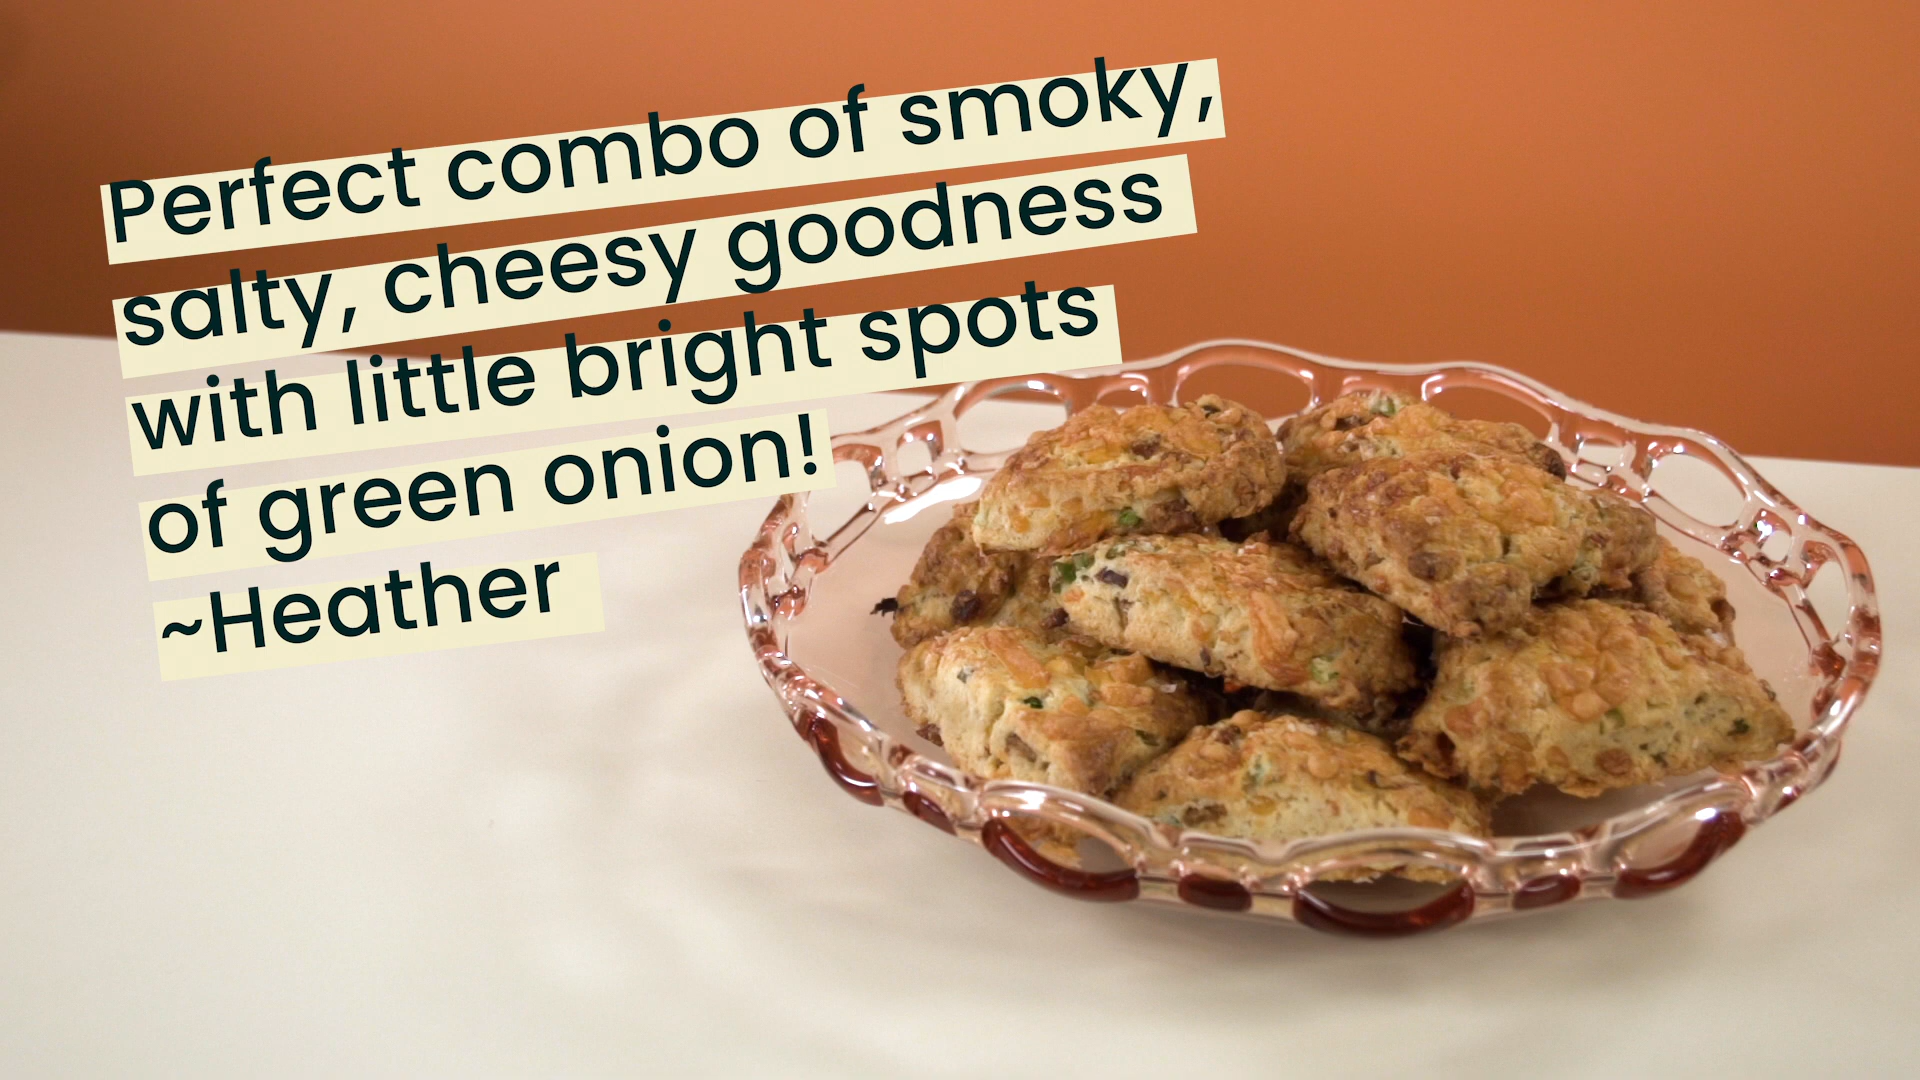 Perfect combo of smoky,
salty, cheesy goodness
with little bright spots
of green onion!
~Heather